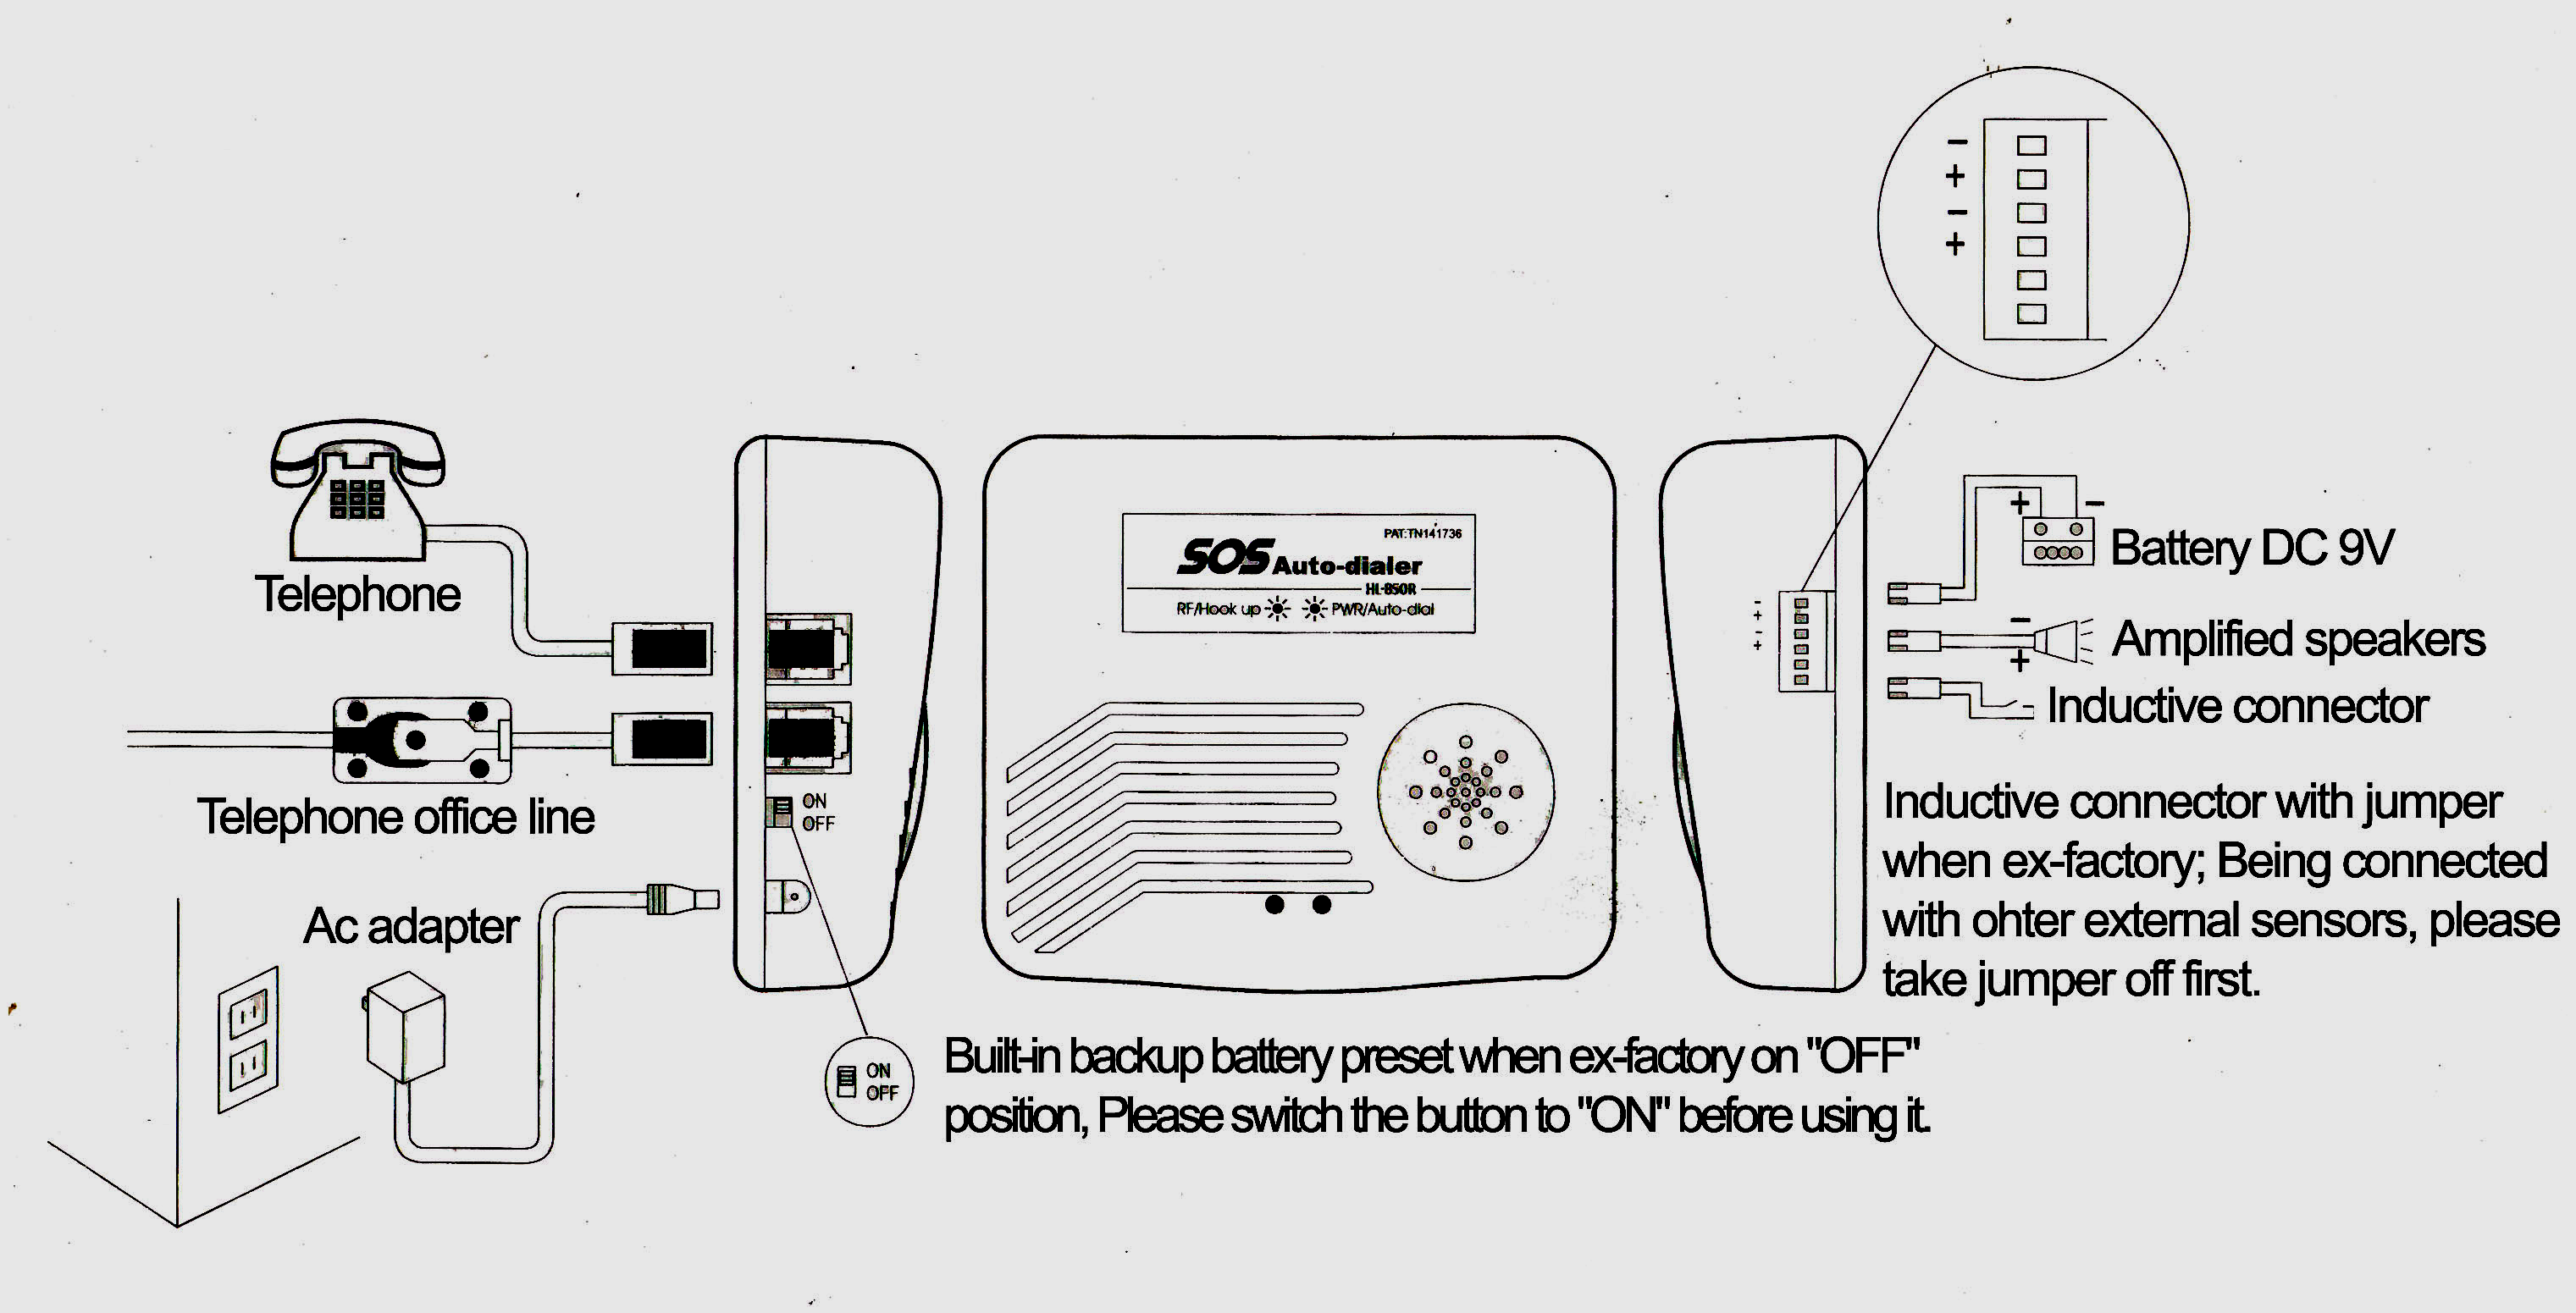 -
+
-
+
Telephone
Telephone office line
Ac adapter
ON
OFF
PAT:TN141736
SOS Auto-dialer
HL-850R
RF/Hook up PWR/Auto-dial
-
+
-
+
+ -
Battery DC 9V
-
Amplified speakers
+
Inductive connector
Inductive connector with jumper
when ex-factory; Being connected
with ohter external sensors, please
take jumper off first.
ON
OFF
Built-in backup battery preset when ex-factory on "OFF"
position, Please switch the button to "ON" before using it.